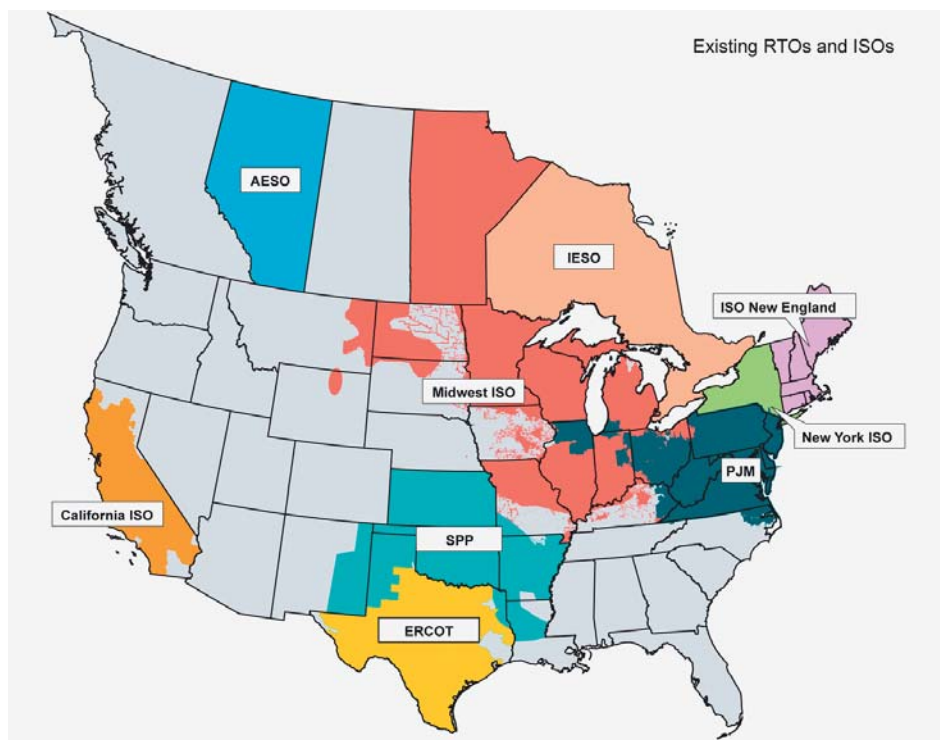 Existing RTOs and ISOs
AESO
IESO
ISO New England
Midwest ISO
New York ISO
PJM
California ISO
SPP
ERCOT